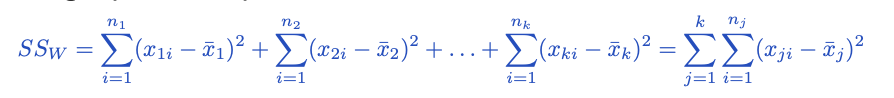 SS_W = \sum_{i=1}^{n_1} (x_{1i} - \bar{x}_1)^2 + \sum_{i=1}^{n_2} (x_{2i} - \bar{x}_2)^2 + \ldots + \sum_{i=1}^{n_k} (x_{ki} - \bar{x}_k)^2 = \sum_{j=1}^{k} \sum_{i=1}^{n_j} (x_{ji} - \bar{x}_j)^2